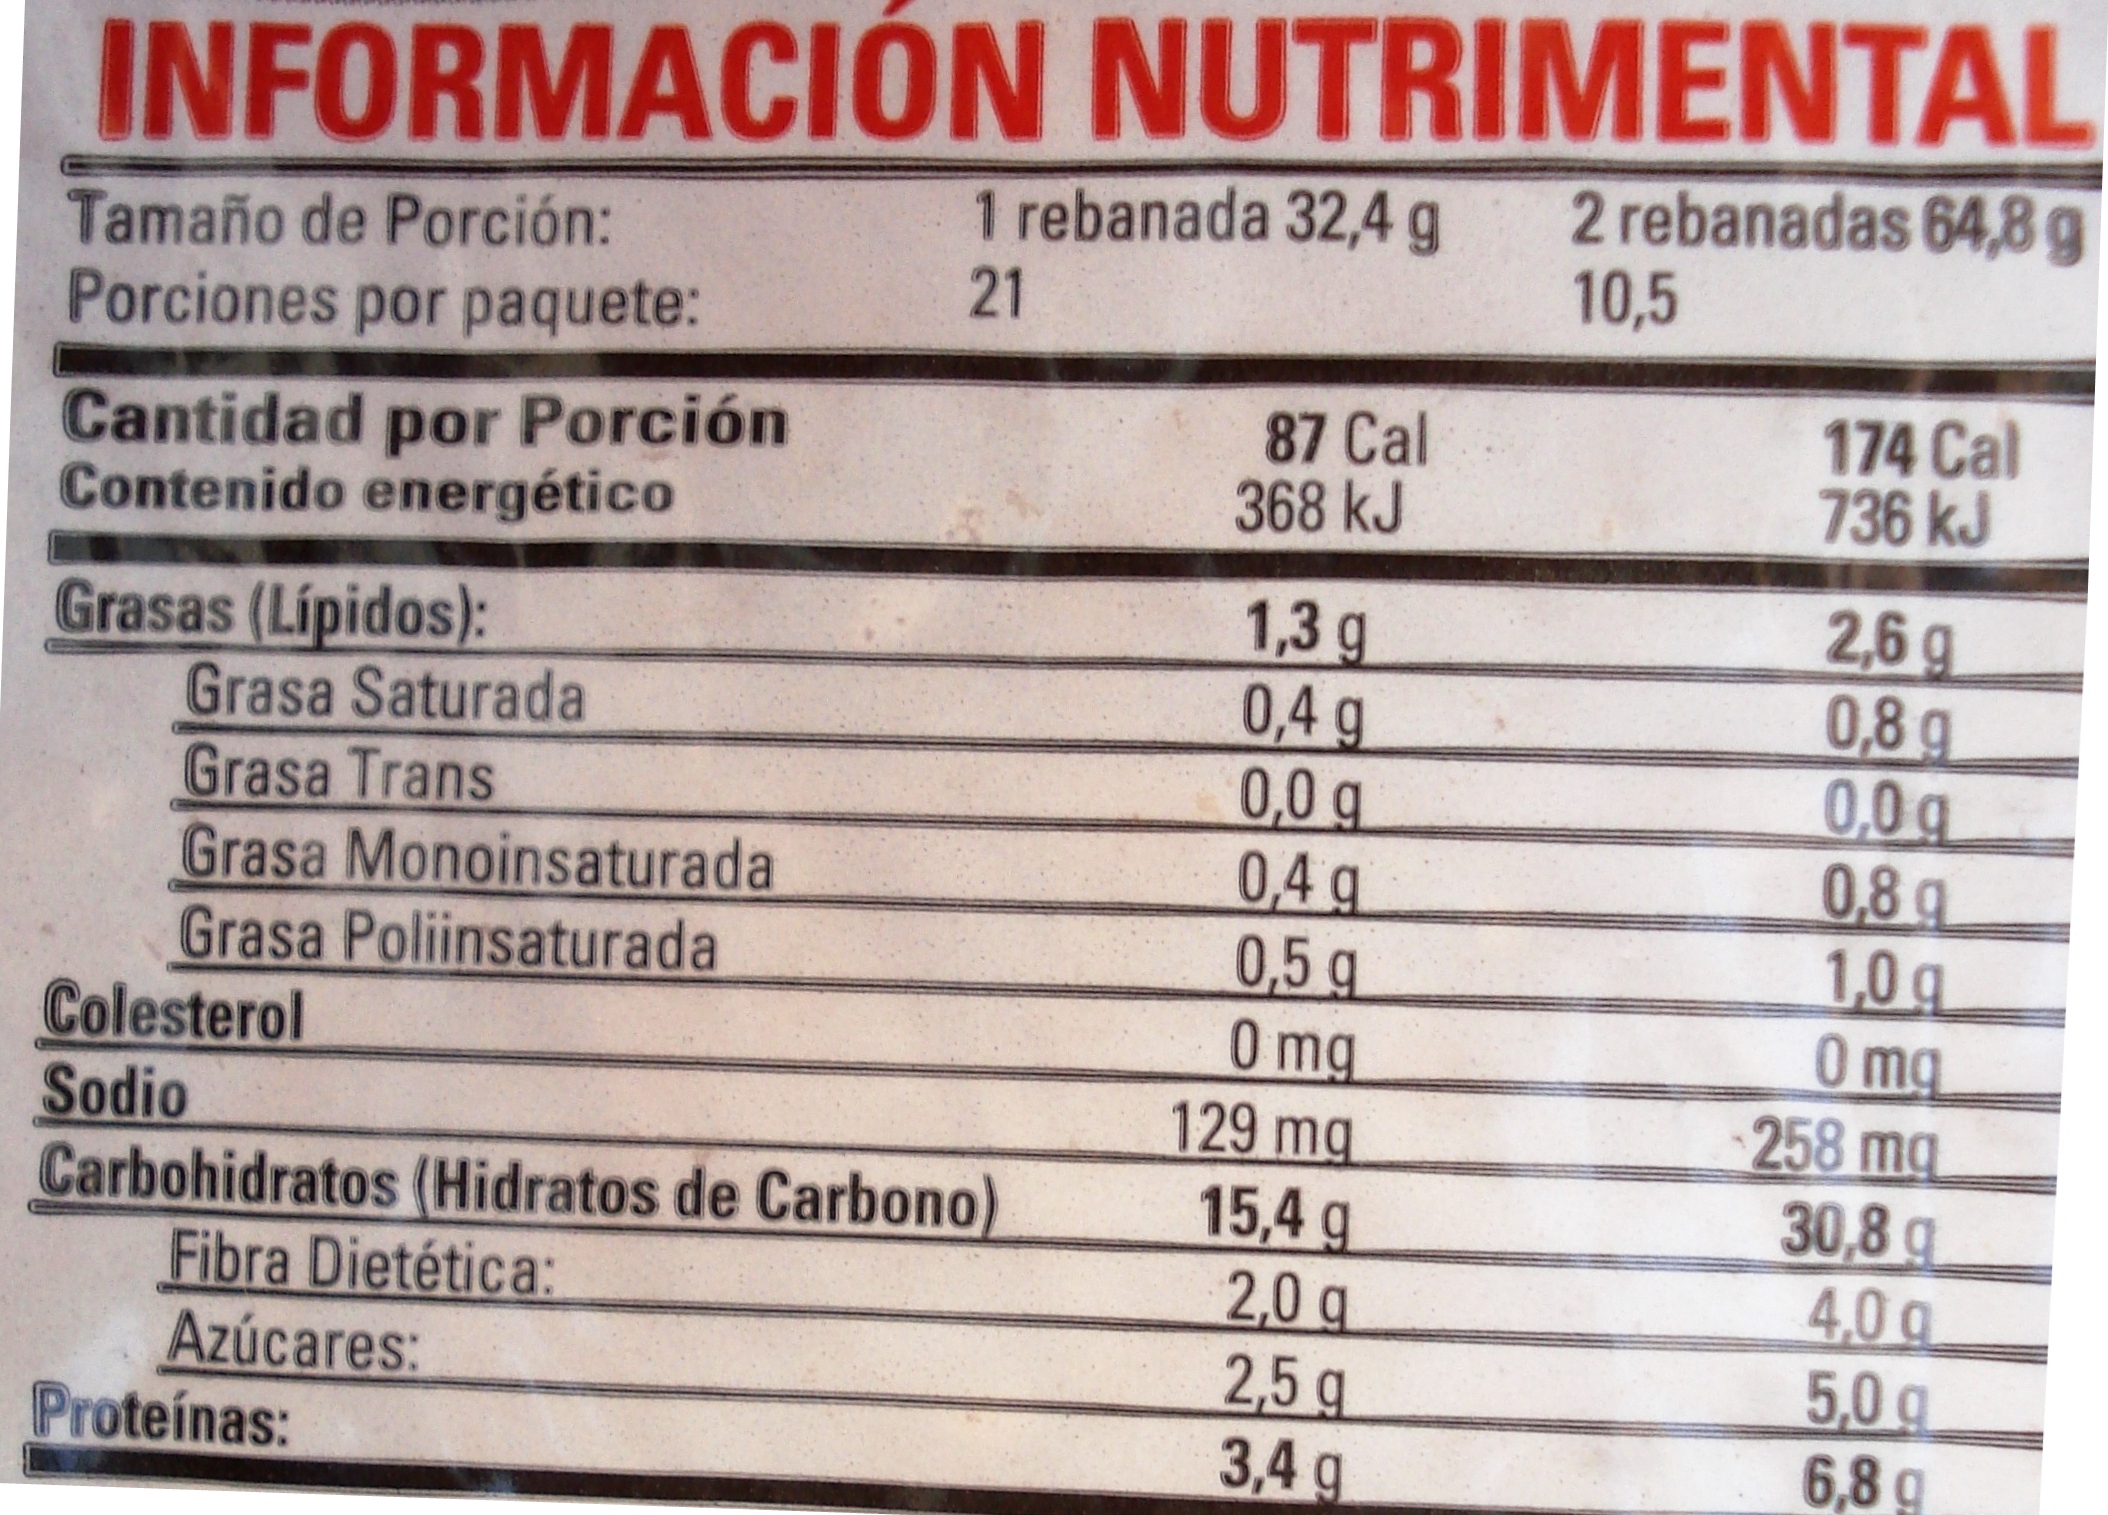 INFORMACIÓN NUTRIMENTAL
Tamaño de Porción: 1 rebanada 32,4 g 2 rebanadas 64,8 g
Porciones por paquete: 21 10,5
Cantidad por Porción 87 Cal 174 Cal
Contenido energético 368 kJ 736 kJ
Grasas (Lípidos): 1,3 g 2,6 g
Grasa Saturada 0,4 g 0,8 g
Grasa Trans 0,0 g 0,0 g
Grasa Monoinsaturada 0,4 g 0,8 g
Grasa Poliinsaturada 0,5 g 1,0 g
Colesterol 0 mg 0 mg
Sodio 129 mg 258 mg
Carbohidratos (Hidratos de Carbono) 15,4 g 30,8 g
Fibra Dietética: 2,0 g 4,0 g
Azúcares: 2,5 g 5,0 g
Proteínas: 3,4 g 6,8 g